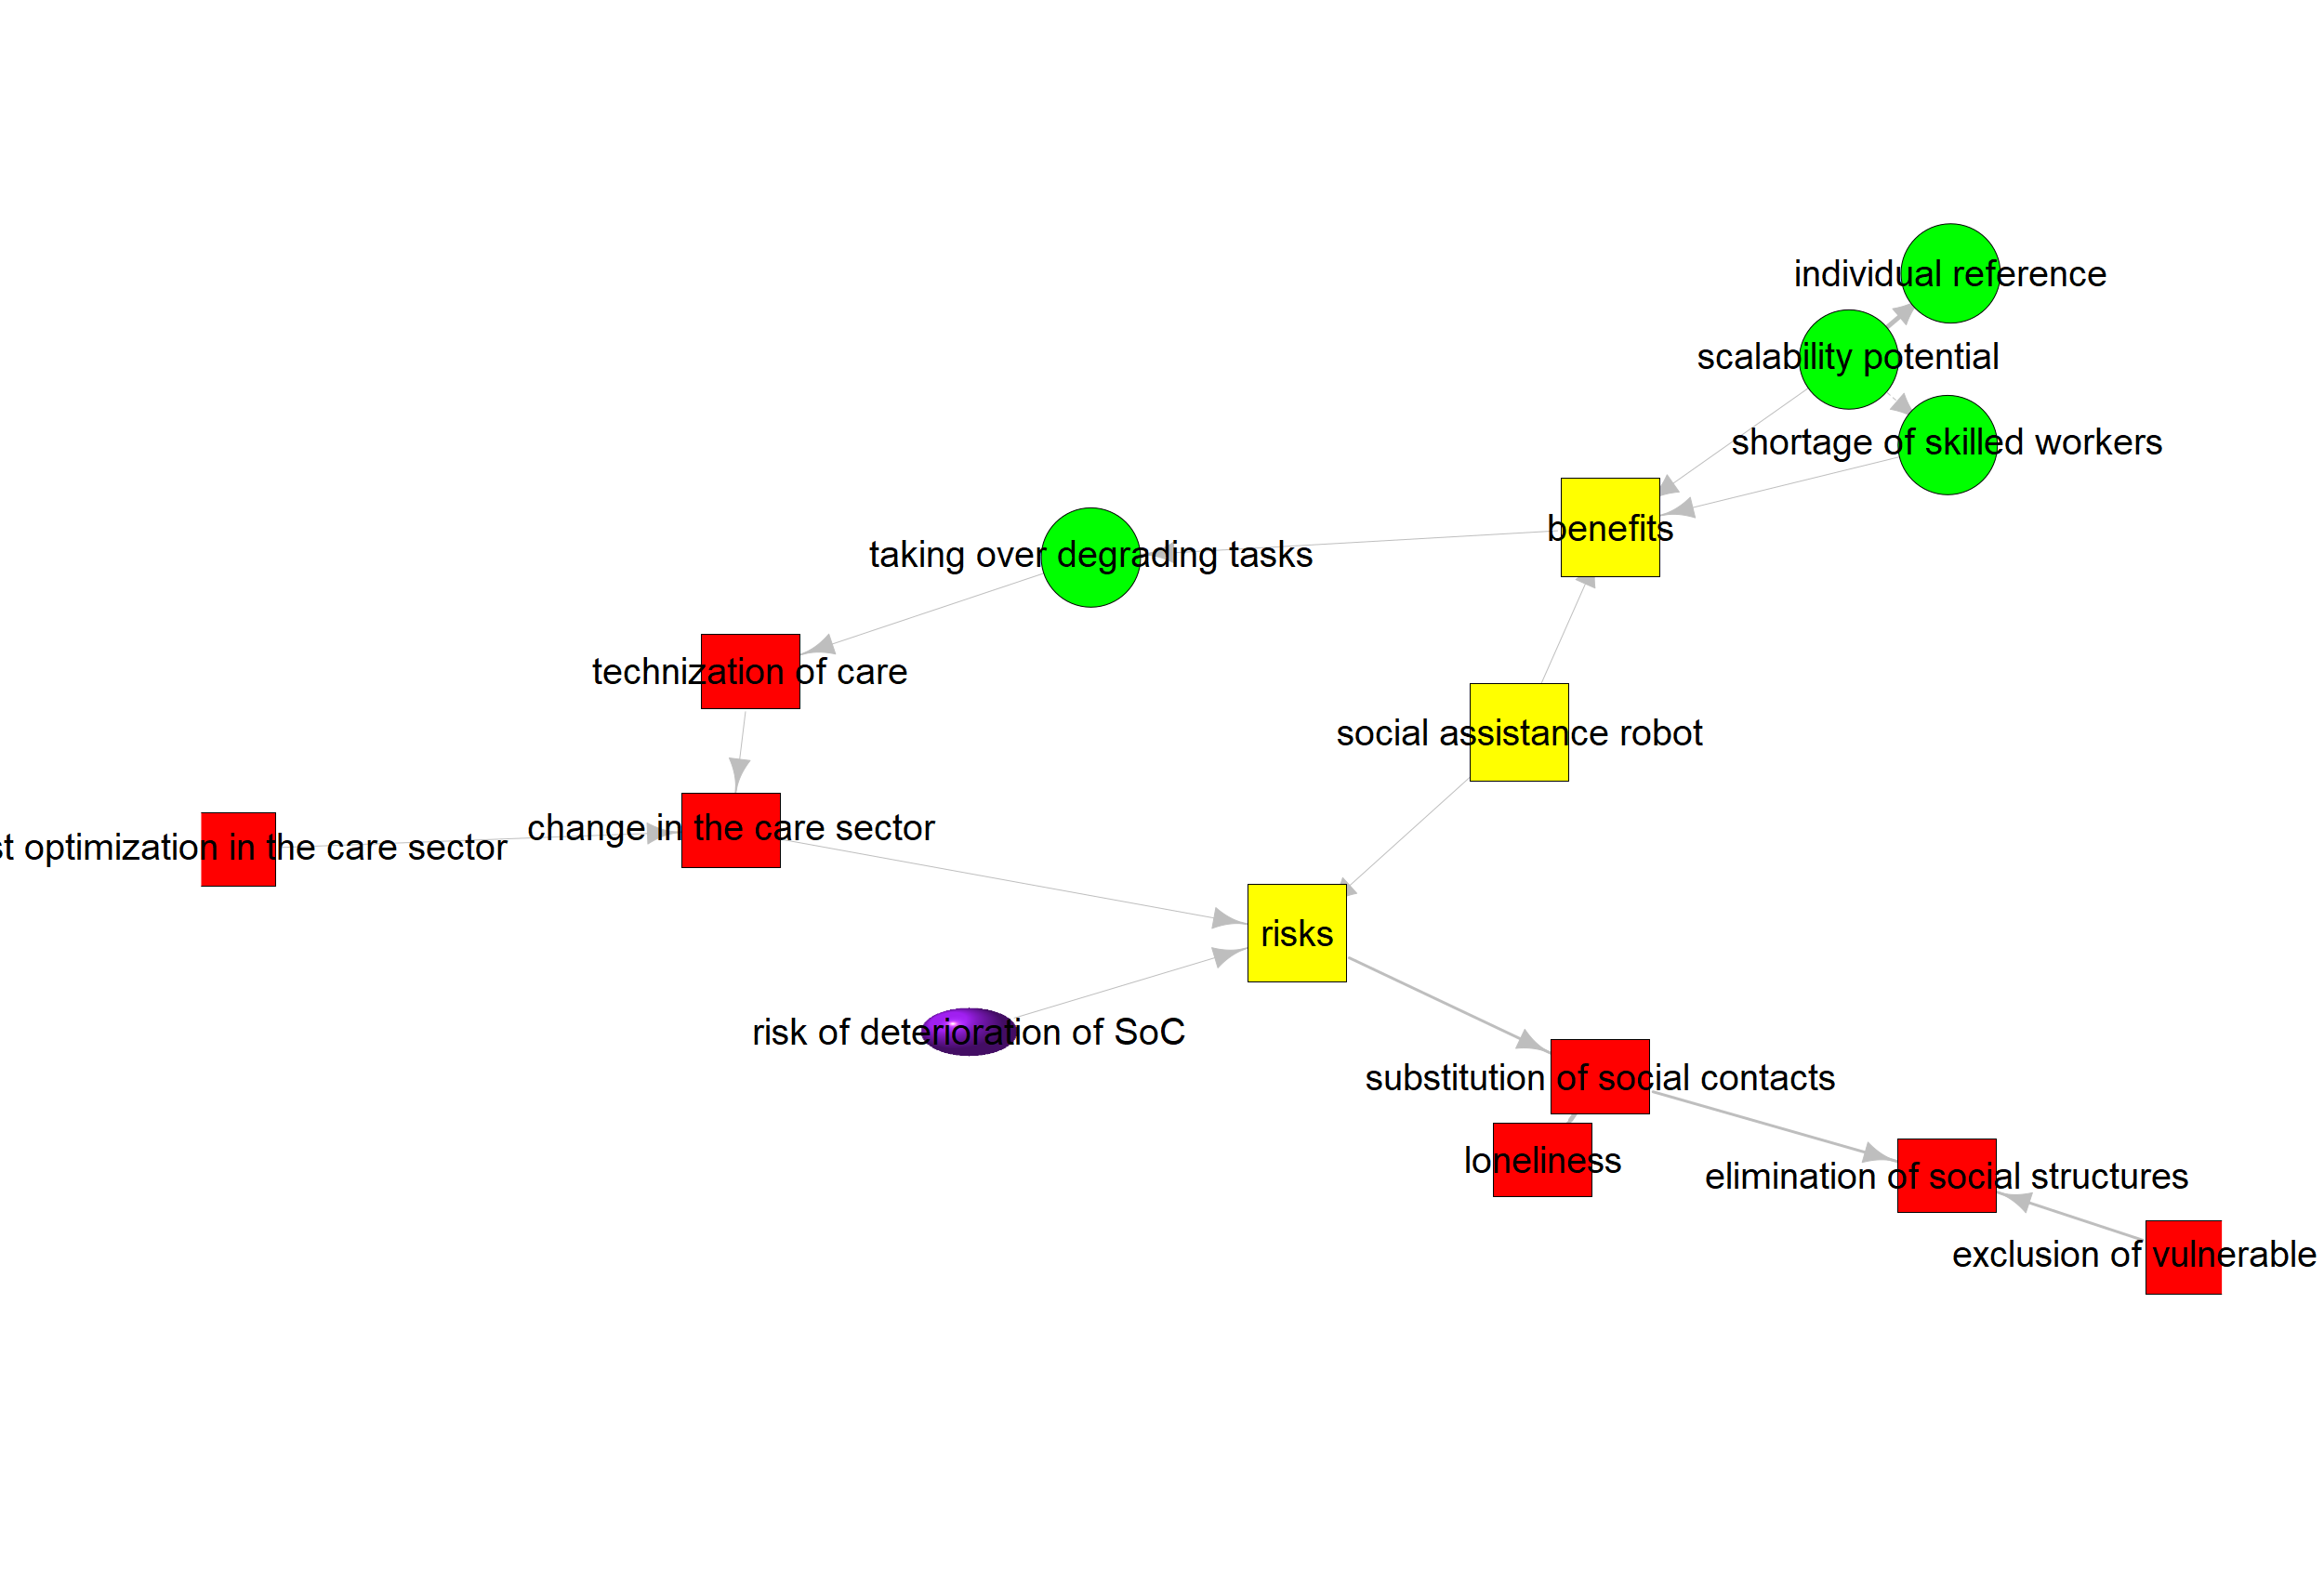 individual reference
scalability potential
shortage of skilled workers
benefits
taking over degrading tasks
technization of care
social assistance robot
change in the care sector
optimization in the care sector
risks
risk of deterioration of SoC
substitution of social contacts
loneliness
elimination of social structures
exclusion of vulnerable